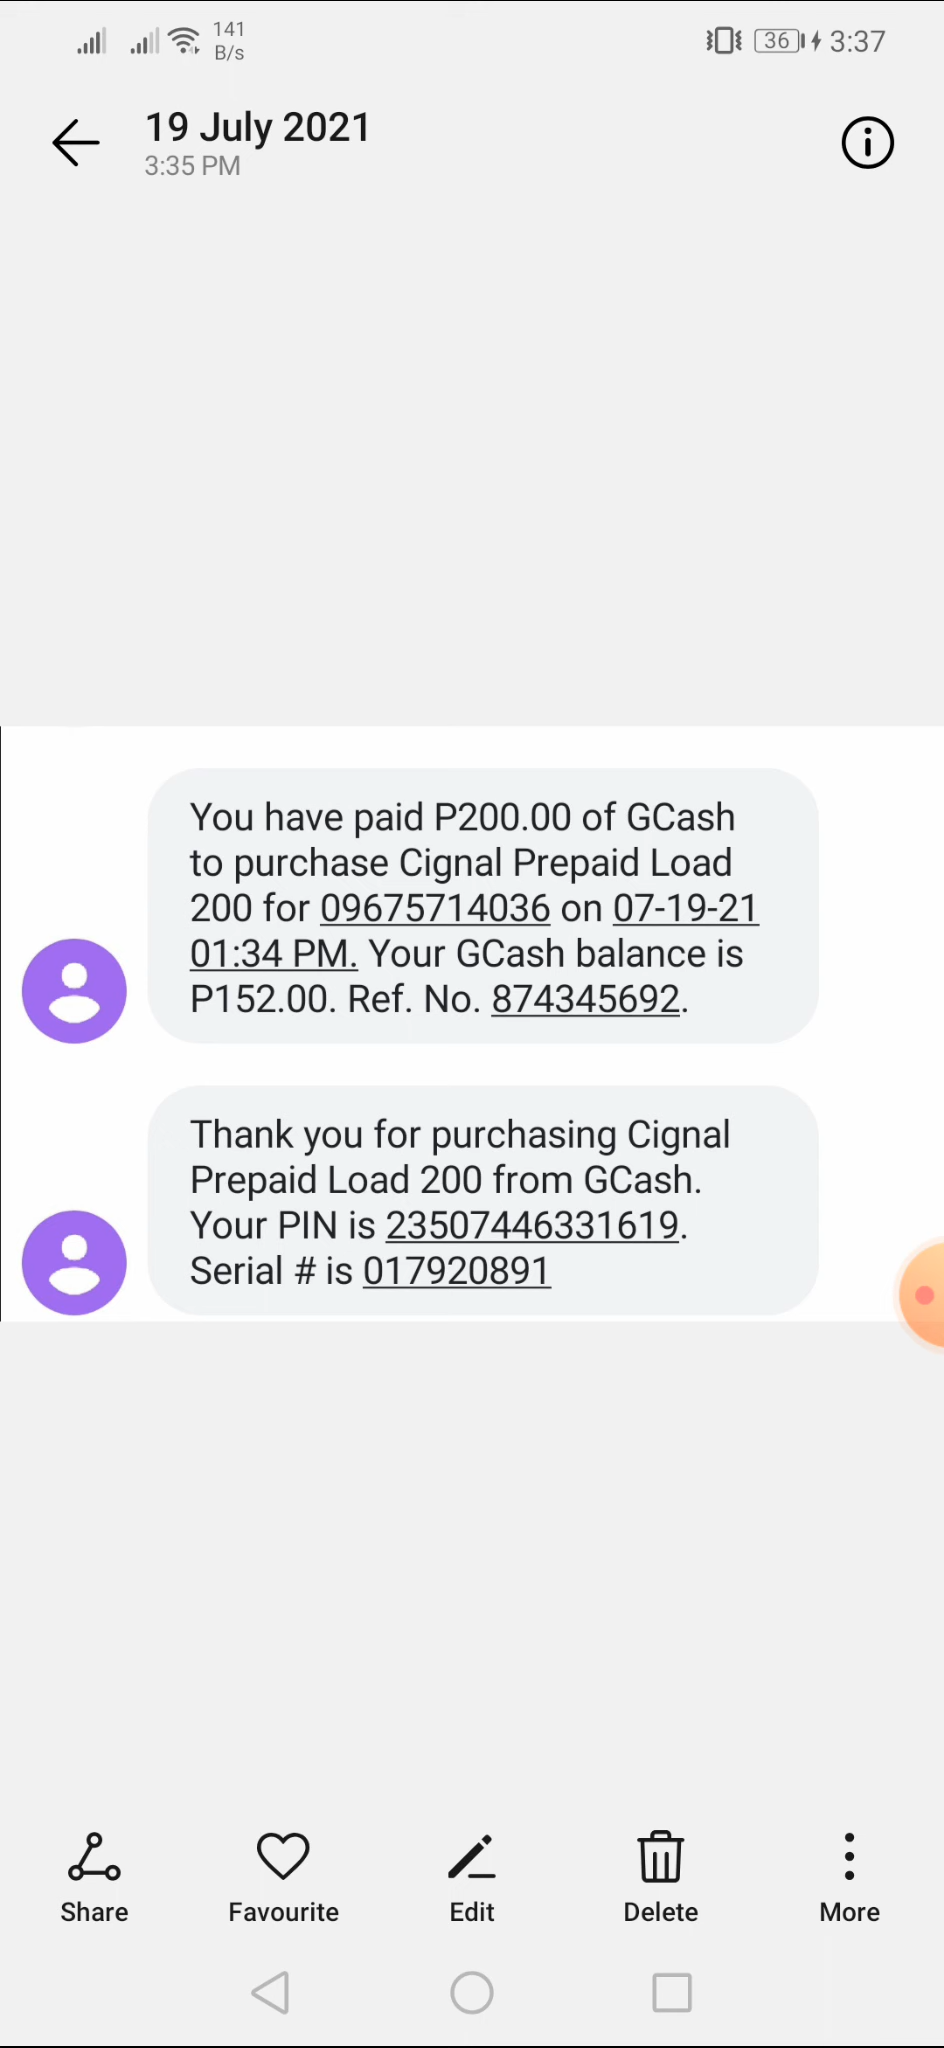 141
B/s
36
3:37
19 July 2021
3:35 PM
You have paid P200.00 of GCash
to purchase Cignal Prepaid Load
200 for 09675714036 on 07-19-21
01:34 PM. Your GCash balance is
P152.00. Ref. No. 874345692.
Thank you for purchasing Cignal
Prepaid Load 200 from GCash.
Your PIN is 23507446331619.
Serial # is 017920891
Share
Favourite
Edit
Delete
More